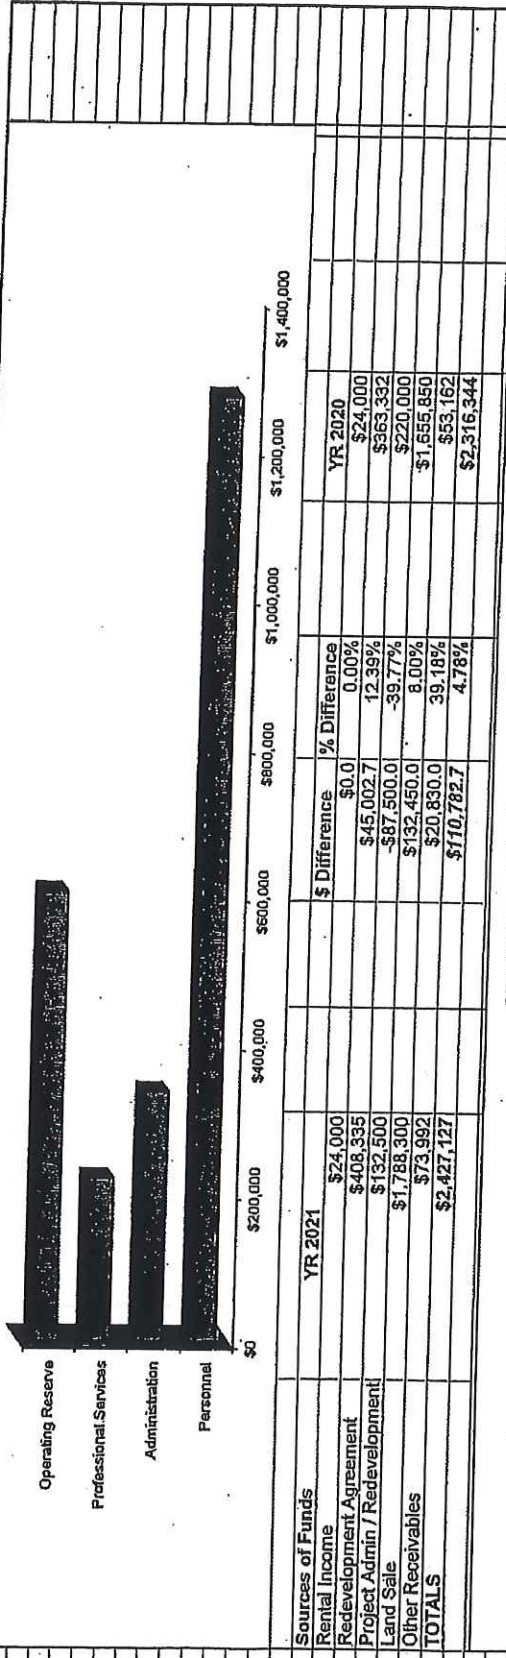 Operating Reserve
Professional.Services
Administration
Personnel
$0 $200,000 $400,000 $600,000 $800,000 $1,000,000 $1,200,000 $1,400,000
Sources of Funds YR 2021 $ Difference % Difference YR 2020
Rental Income $24,000 $0.0 0.00% $24,000
Redevelopment Agreement $408,335 $45,002.7 12.39% $363,332
Project Admin / Redevelopment $132,500 -$87,500.0 -39.77% $220,000
Land Sale $1,788,300 $132,450.0 8.00% $1,655,850
Other Receivables $73,992 $20,830.0 39.18% $53,162
TOTALS $2,427,127 $110,782.7 4.78% $2,316,344